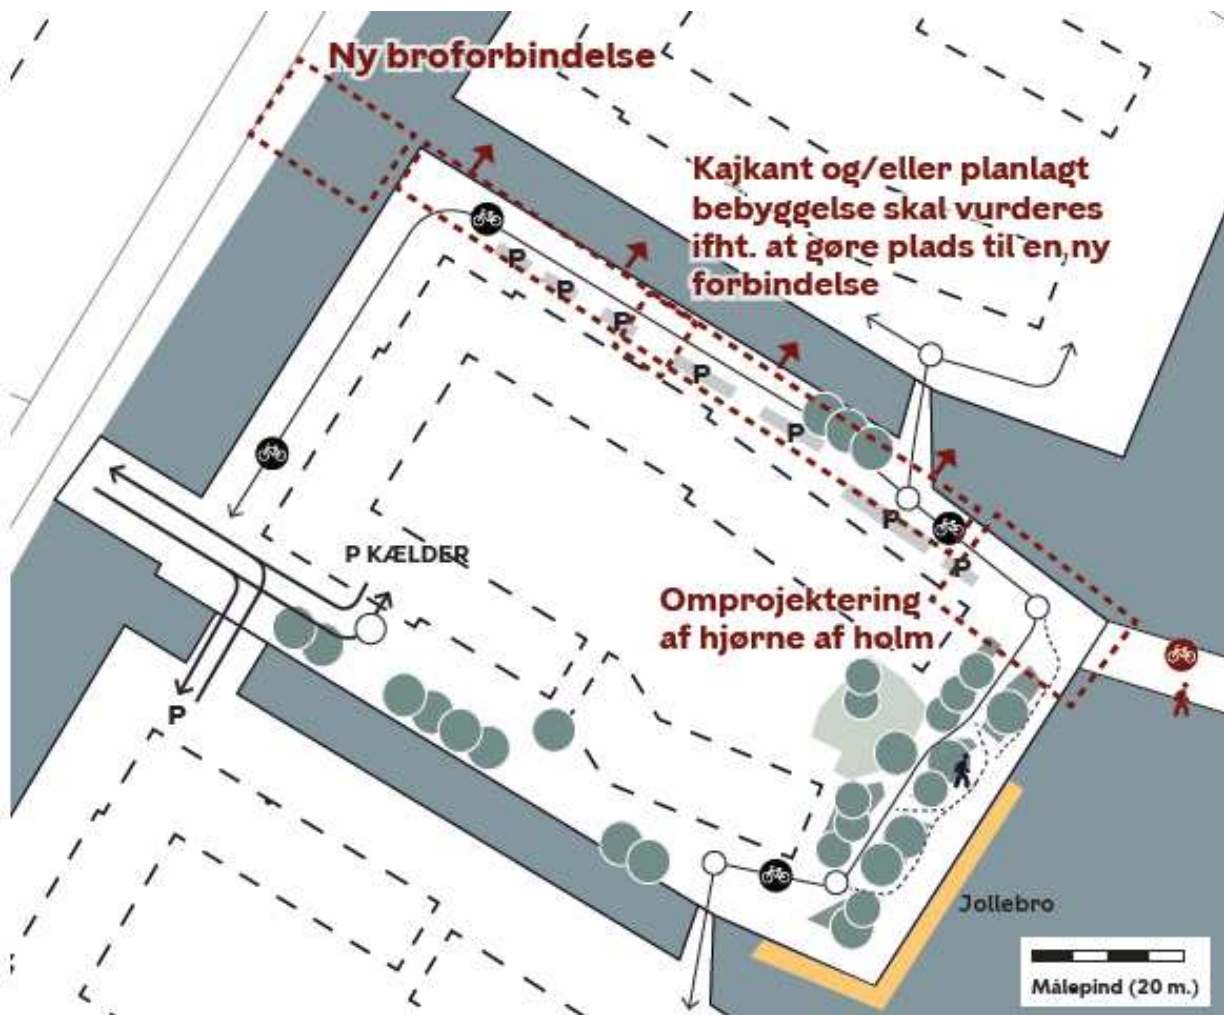 Ny broforbindelse
Kajkant og/eller planlagt
bebyggelse skal vurderes
ifht. at gøre plads til en ny
forbindelse
P
P
P
P
P
P
P
P KÆLDER
Omprojektering
af hjørne af holm
P
Jollebro
Målepind (20 m.)